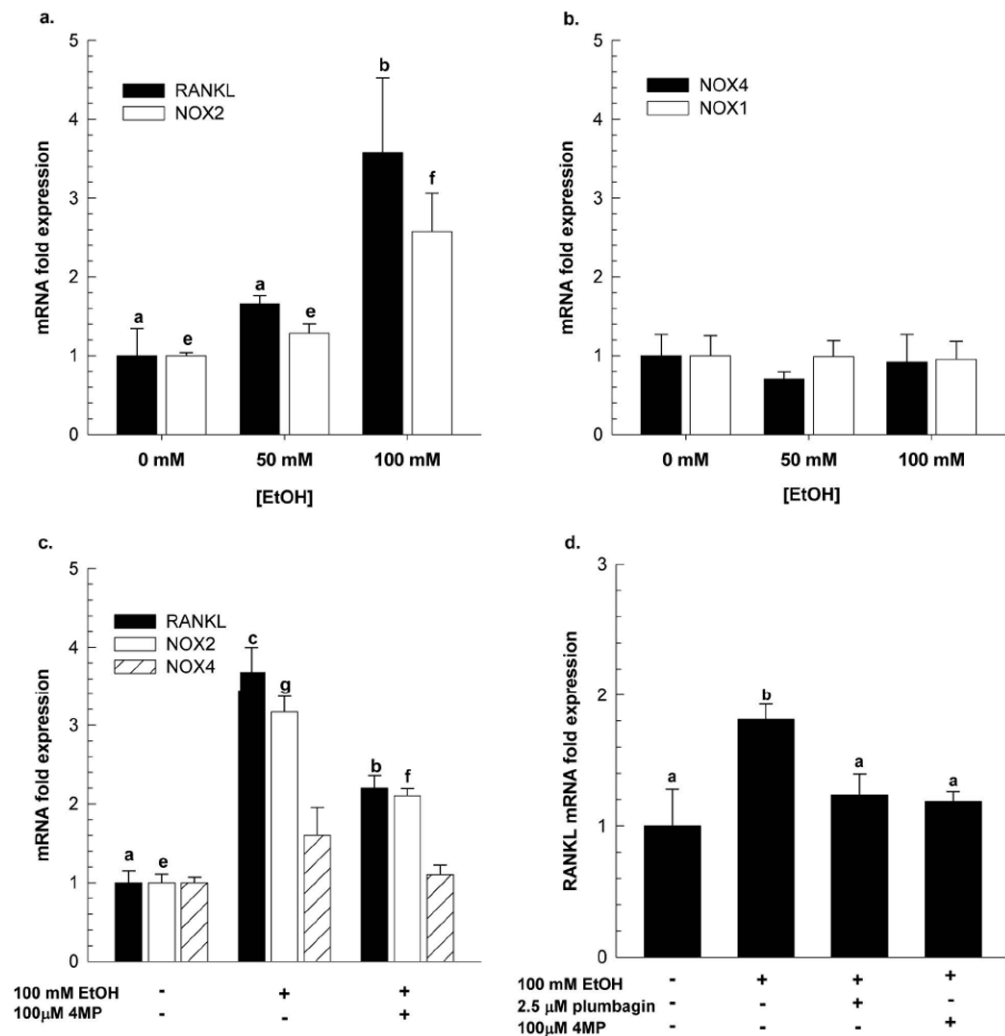 a.
5
4
3
2
1
0
mRNA fold expression
RANKL
NOX2
a
e
a
e
b
f
0 mM
50 mM
100 mM
[EtOH]
b.
5
4
3
2
1
0
mRNA fold expression
NOX4
NOX1
0 mM
50 mM
100 mM
[EtOH]
c.
5
4
3
2
1
0
mRNA fold expression
RANKL
NOX2
NOX4
a
e
c
g
b
f
100 mM EtOH - + +
100μM 4MP - - +
d.
3
2
1
0
RANKL mRNA fold expression
a
b
a
a
100 mM EtOH - + + +
2.5 μM plumbagin - - + -
100μM 4MP - - - +